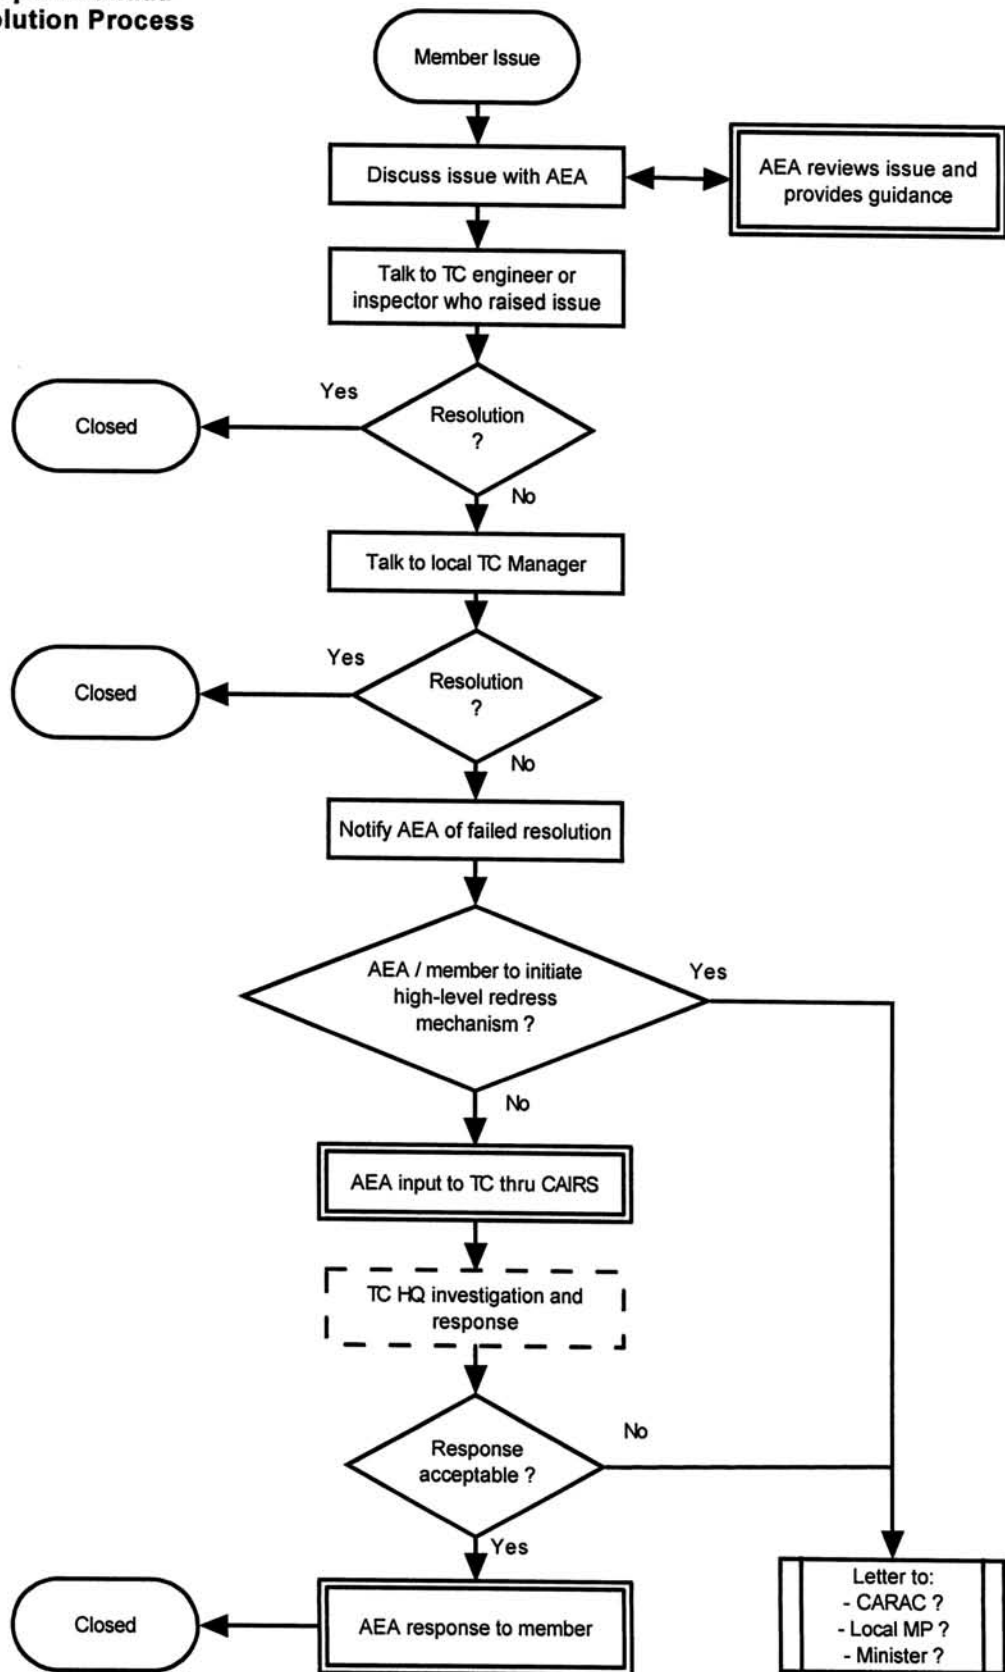 olution Process
Member Issue
Discuss issue with AEA
AEA reviews issue and
provides guidance
Talk to TC engineer or
inspector who raised issue
Yes
Resolution
?
Closed
No
Talk to local TC Manager
Yes
Resolution
?
Closed
No
Notify AEA of failed resolution
AEA / member to initiate
high-level redress
mechanism ?
Yes
No
AEA input to TC thru CAIRS
TC HQ investigation and
response
Response
acceptable ?
No
Yes
AEA response to member
Closed
Letter to:
- CARAC ?
- Local MP ?
- Minister ?